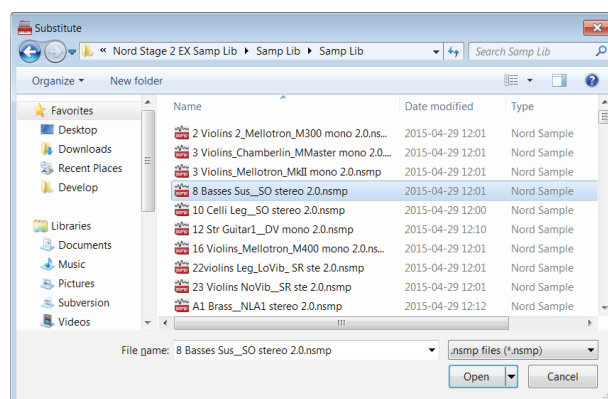 Substitute
« Nord Stage 2 EX Samp Lib Samp Lib Samp Lib Search Samp Lib
Organize New folder
Name Date modified Type
Favorites
Desktop
Downloads
Recent Places
Develop
Libraries
Documents
Music
Pictures
Subversion
Videos
2 Violins 2_Mellotron_M300 mono 2.0.ns... 2015-04-29 12:01 Nord Sample
3 Violins_Chamberlin_MMaster mono 2.0.... 2015-04-29 12:01 Nord Sample
3 Violins_Mellotron_MkII mono 2.0.nsmp 2015-04-29 12:01 Nord Sample
8 Basses Sus__SO stereo 2.0.nsmp 2015-04-29 12:01 Nord Sample
10 Celli Leg__SO stereo 2.0.nsmp 2015-04-29 12:00 Nord Sample
12 Str Guitar1__DV mono 2.0.nsmp 2015-04-29 12:10 Nord Sample
16 Violins_Mellotron_M400 mono 2.0.ns... 2015-04-29 12:01 Nord Sample
22violins Leg_LoVib_ SR ste 2.0.nsmp 2015-04-29 12:01 Nord Sample
23 Violins NoVib__SR ste 2.0.nsmp 2015-04-29 12:01 Nord Sample
A1 Brass__NLA1 stereo 2.0.nsmp 2015-04-29 12:12 Nord Sample
File name: 8 Basses Sus__SO stereo 2.0.nsmp .nsmp files (*.nsmp)
Open Cancel